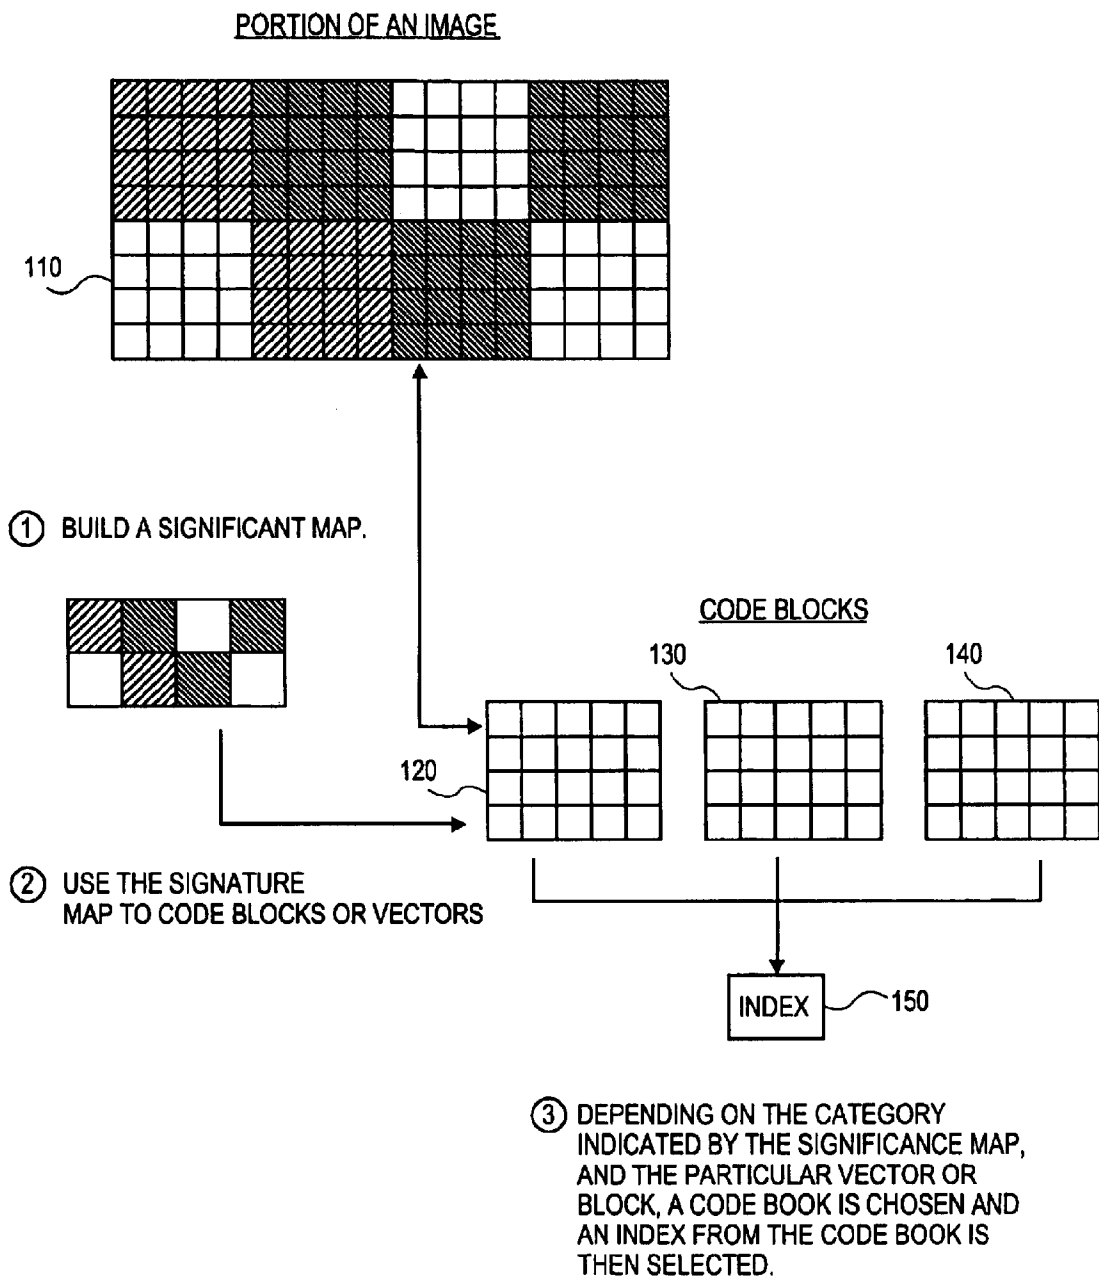 PORTION OF AN IMAGE
110
① BUILD A SIGNIFICANT MAP.
CODE BLOCKS
130
140
120
② USE THE SIGNATURE
MAP TO CODE BLOCKS OR VECTORS
INDEX
150
③ DEPENDING ON THE CATEGORY
INDICATED BY THE SIGNIFICANCE MAP,
AND THE PARTICULAR VECTOR OR
BLOCK, A CODE BOOK IS CHOSEN AND
AN INDEX FROM THE CODE BOOK IS
THEN SELECTED.